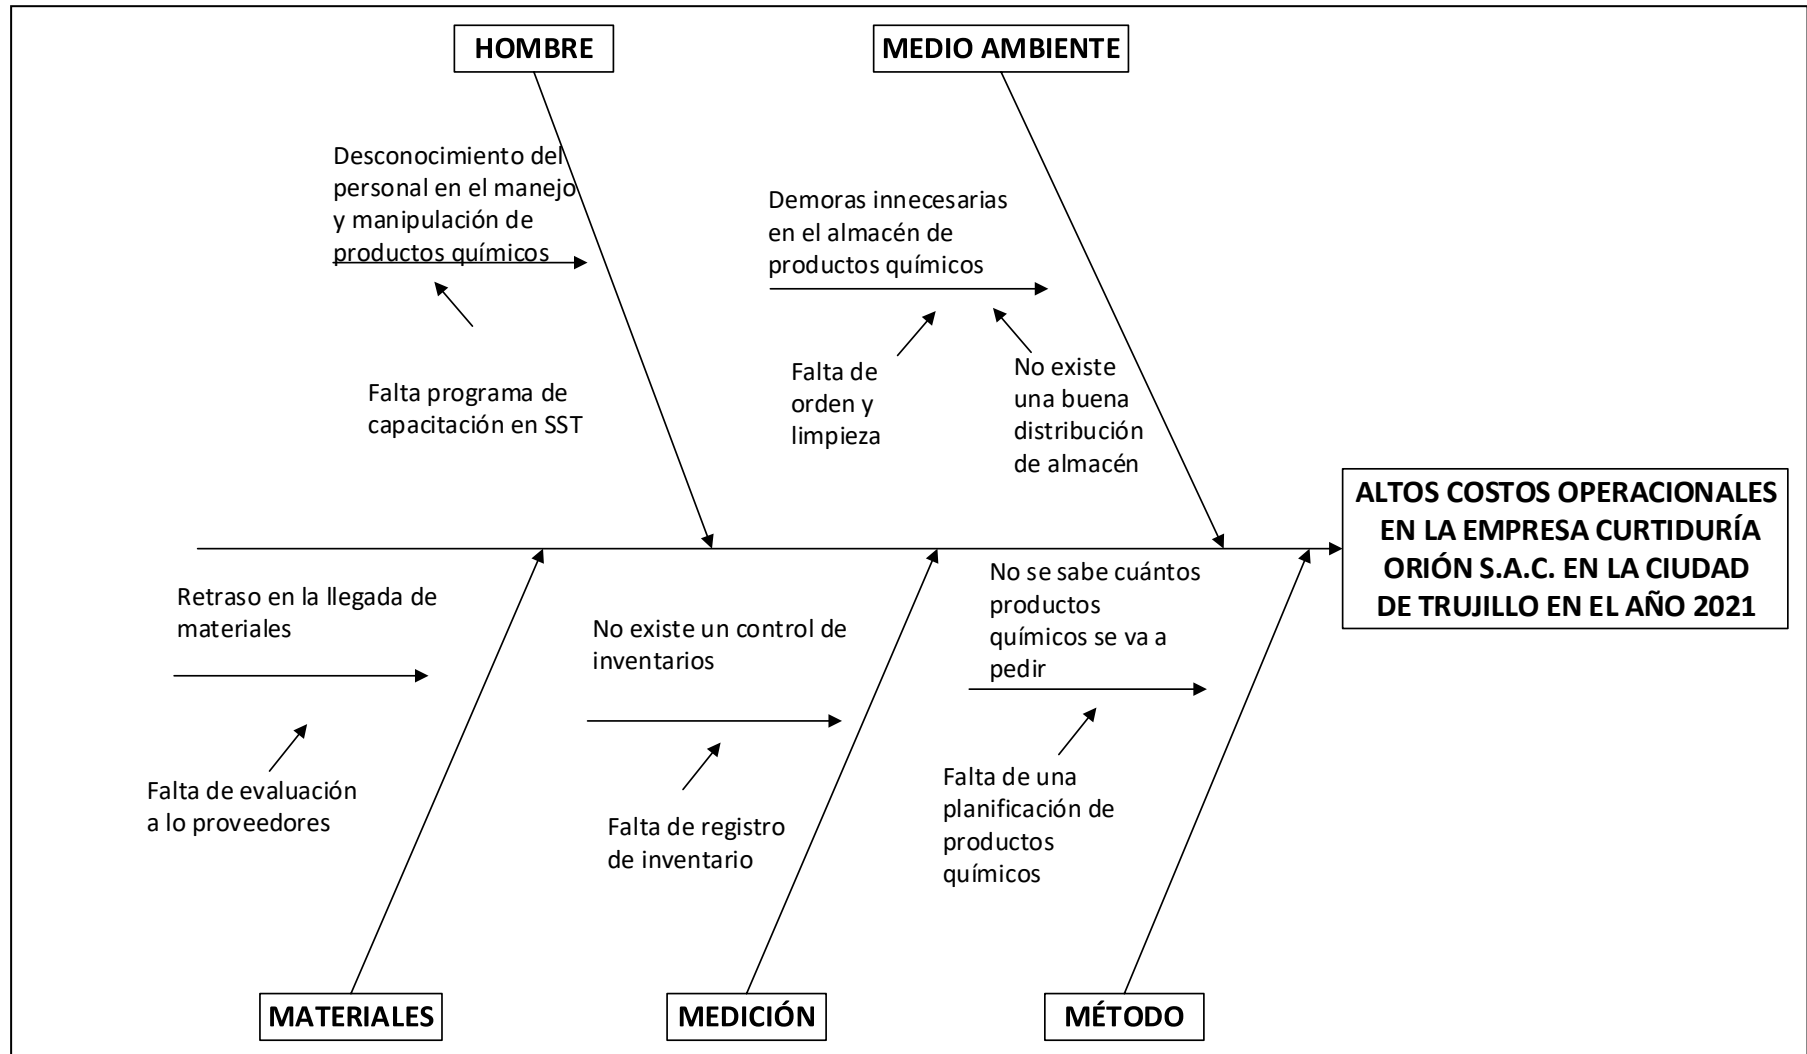 HOMBRE
MEDIO AMBIENTE
Desconocimiento del
personal en el manejo
y manipulación de
productos químicos
Falta programa de
capacitación en SST
Demoras innecesarias
en el almacén de
productos químicos
Falta de
orden y
limpieza
No existe
una buena
distribución
de almacén
ALTOS COSTOS OPERACIONALES
EN LA EMPRESA CURTIDURÍA
ORIÓN S.A.C. EN LA CIUDAD
DE TRUJILLO EN EL AÑO 2021
Retraso en la llegada de
materiales
Falta de evaluación
a lo proveedores
No existe un control de
inventarios
Falta de registro
de inventario
No se sabe cuántos
productos
químicos se va a
pedir
Falta de una
planificación de
productos
químicos
MATERIALES
MEDICIÓN
MÉTODO